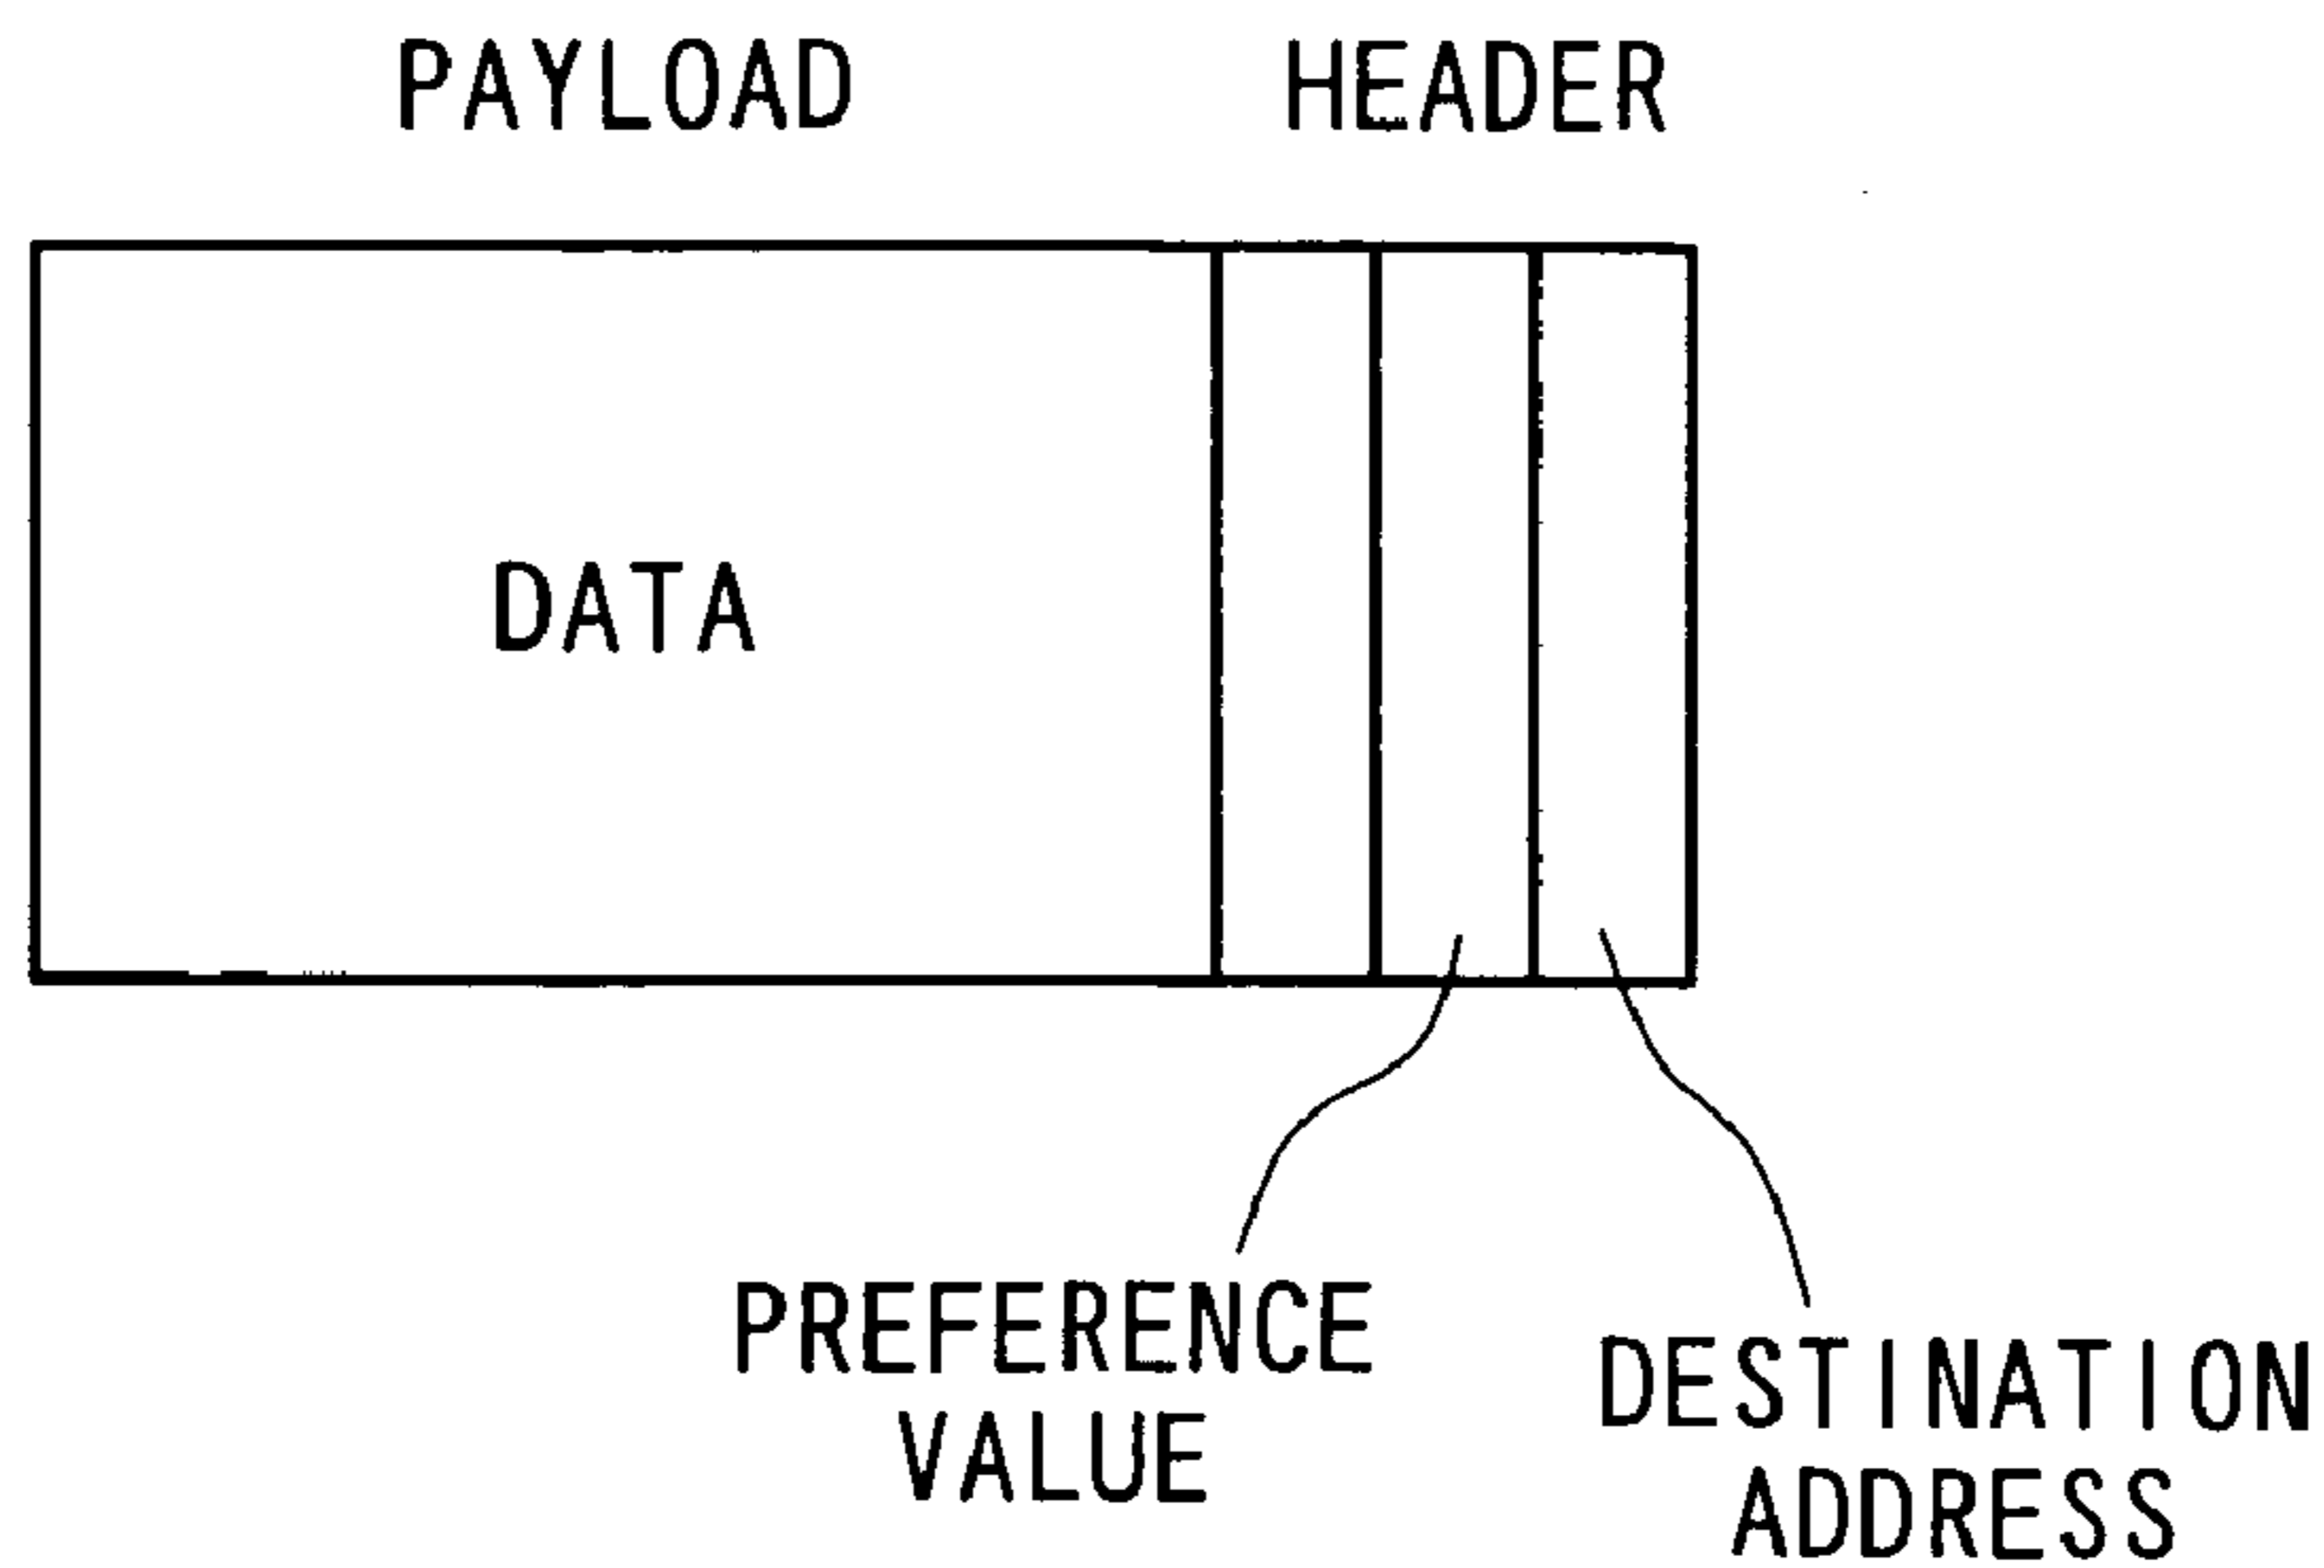 PAYLOAD
HEADER
DATA
PREFERENCE
VALUE
DESTINATION
ADDRESS